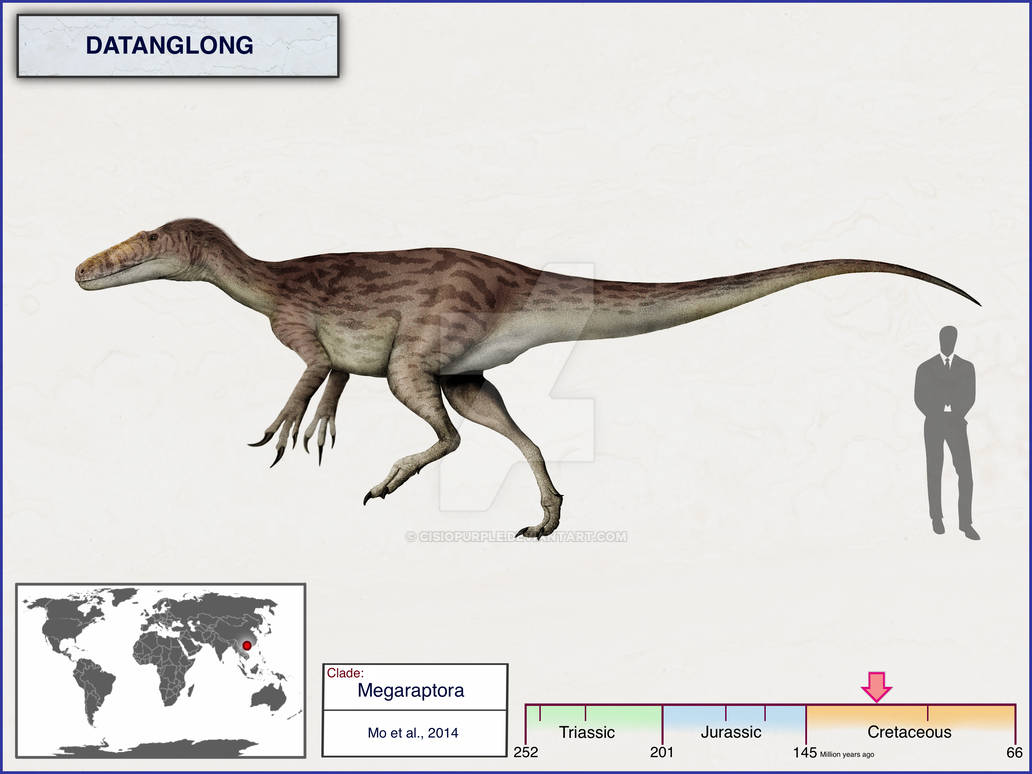 DATANGLONG
© CISIOPURPLE.DEVIANTART.COM
Clade:
Megaraptora
Mo et al., 2014
Triassic
Jurassic
Cretaceous
252
201
145 Million years ago
66